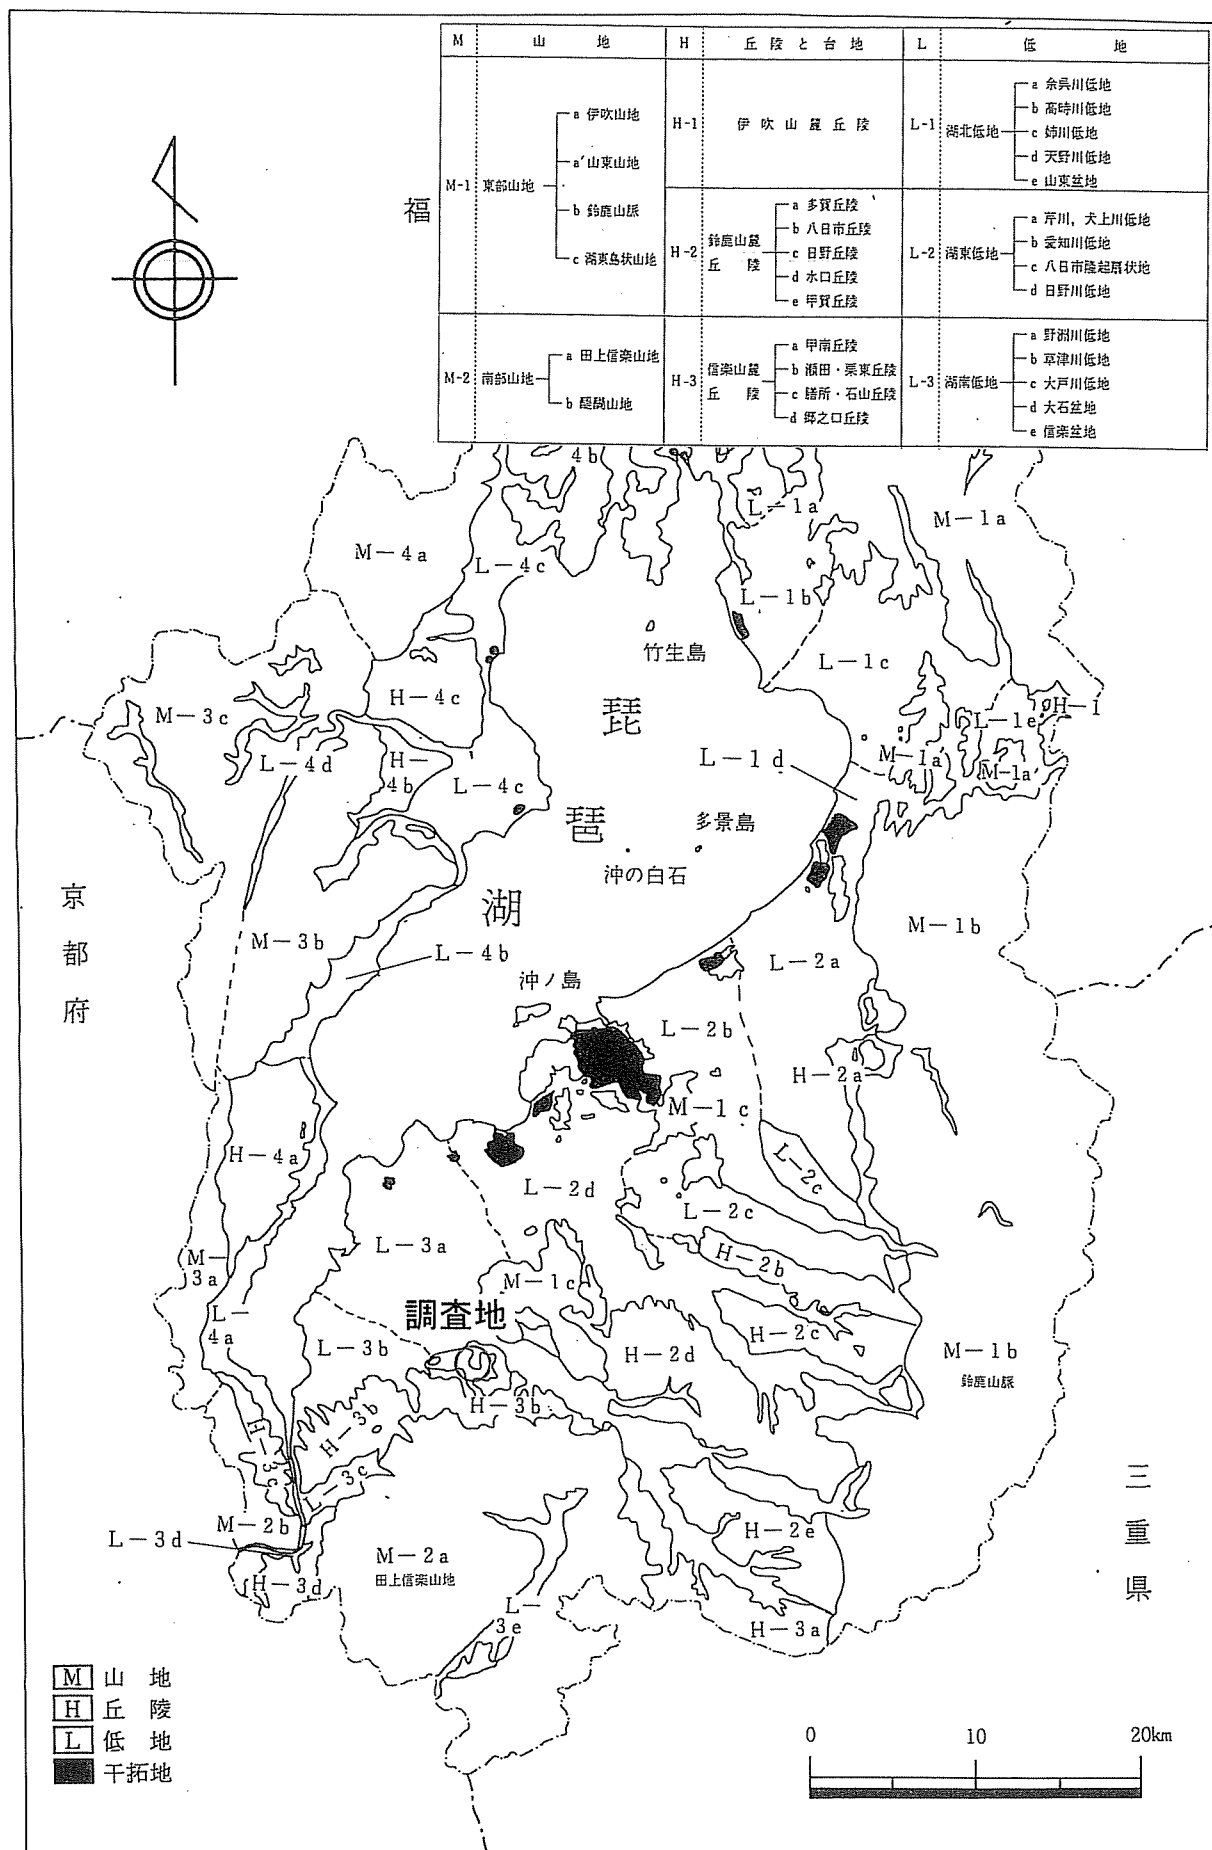 M 山 地 H 丘陵と台地 L 低 地
M-1 東部山地
a 伊吹山地
a′山東山地
b 鈴鹿山脈
c 湖東島状山地
H-1 伊吹山麓丘陵
L-1 湖北低地
a 余呉川低地
b 高時川低地
c 姉川低地
d 天野川低地
e 山東盆地
H-2 鈴鹿山麓
丘 陵
a 多賀丘陵
b 八日市丘陵
c 日野丘陵
d 水口丘陵
e 甲賀丘陵
L-2 湖東低地
a 芹川, 犬上川低地
b 愛知川低地
c 八日市隆起扇状地
d 日野川低地
M-2 南部山地
a 田上信楽山地
b 醍醐山地
H-3 信楽山麓
丘 陵
a 甲南丘陵
b 瀬田・栗東丘陵
c 膳所・石山丘陵
d 郷之口丘陵
L-3 湖南低地
a 野洲川低地
b 草津川低地
c 大戸川低地
d 大石盆地
e 信楽盆地
福
4b
L-1a
M-1a
M-4a
L-4c
L-1b
竹生島
L-1c
H-4c
M-3c
琵
H-1
L-1e
L-4d
H-
4b
L-4c
L-1d
M-1a′
M-1a′
琶
多景島
沖の白石
京都府
湖
M-1b
M-3b
L-4b
L-2a
沖ノ島
L-2b
H-2a
M-1c
H-4a
L-2c
L-2d
L-2c
L-3a
H-2b
M-
3a
M-1c
調査地
L-
4a
L-3b
H-2c
H-2d
M-1b
鈴鹿山脈
H-3b
H-3b
H-3c
L-3c
三重県
M-2b
H-2e
L-3d
M-2a
田上信楽山地
H-3d
L-
3e
H-3a
M 山 地
H 丘 陵
L 低 地
干拓地
0 10 20km